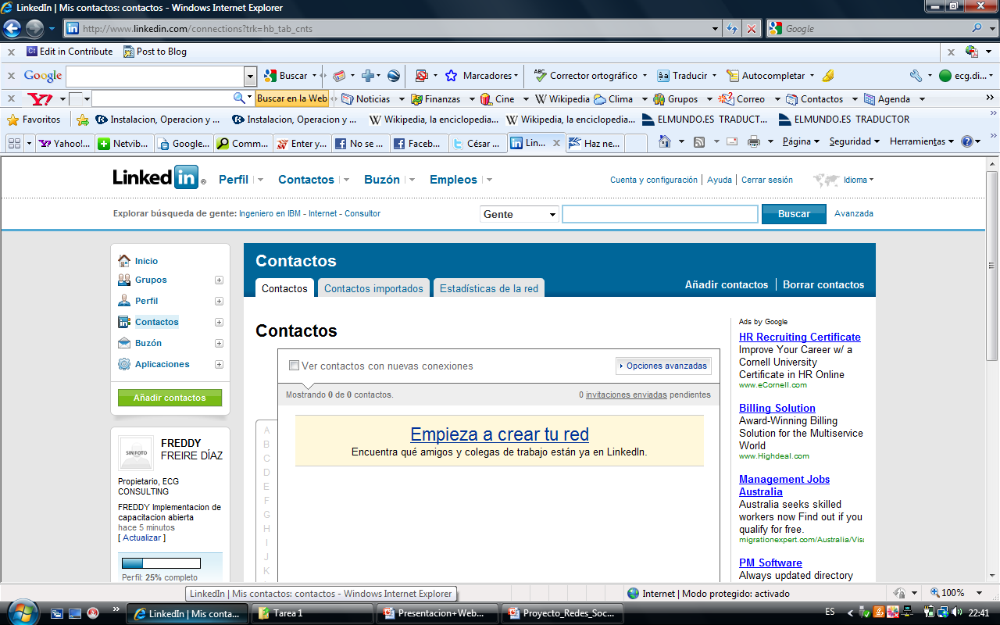 LinkedIn | Mis contactos: contactos - Windows Internet Explorer
http://www.linkedin.com/connections?trk=hb_tab_cnts
Google
Edit in Contribute
Post to Blog
Google
Buscar
Marcadores
Corrector ortográfico
Traducir
Autocompletar
ecg.di...
Y!
Buscar en la Web
Noticias
Finanzas
Cine
Wikipedia
Clima
Grupos
Correo
Contactos
Agenda
Favoritos
Instalacion, Operacion y ...
Instalacion, Operacion y ...
Wikipedia, la enciclopedia...
Wikipedia, la enciclopedia...
ELMUNDO.ES TRADUCT...
ELMUNDO.ES TRADUCTOR
Yahoo!...
Netvib...
Google...
Comm...
Enter y...
No se ...
Faceb...
César ...
Lin...
Haz ne...
Página
Seguridad
Herramientas
Linked in ®
Perfil
Contactos
Buzón
Empleos
Cuenta y configuración
Ayuda
Cerrar sesión
Idioma
Explorar búsqueda de gente: Ingeniero en IBM - Internet - Consultor
Gente
Buscar
Avanzada
Inicio
Grupos
Perfil
Contactos
Buzón
Aplicaciones
Añadir contactos
SIN FOTO
FREDDY
FREIRE DÍAZ
Propietario, ECG
CONSULTING
FREDDY Implementacion de
capacitacion abierta
hace 5 minutos
[ Actualizar ]
Perfil: 25% completo
Contactos
Contactos
Contactos importados
Estadísticas de la red
Añadir contactos
Borrar contactos
Contactos
Ver contactos con nuevas conexiones
Opciones avanzadas
Mostrando 0 de 0 contactos.
0 invitaciones enviadas pendientes
A
B
C
D
E
F
G
H
I
J
K
Empieza a crear tu red
Encuentra qué amigos y colegas de trabajo están ya en LinkedIn.
Ads by Google
HR Recruiting Certificate
Improve Your Career w/ a
Cornell University
Certificate in HR Online
www.eCornell.com
Billing Solution
Award-Winning Billing
Solution for the Multiservice
World
www.Highdeal.com
Management Jobs
Australia
Australia seeks skilled
workers now Find out if you
qualify for free.
migrationexpert.com/Australia/Visa
PM Software
Always updated directory
LinkedIn | Mis contactos: contactos - Windows Internet Explorer
Internet | Modo protegido: activado
100%
LinkedIn | Mis conta...
Tarea 1
Presentacion+Web...
Proyecto_Redes_Soc...
ES
22:41